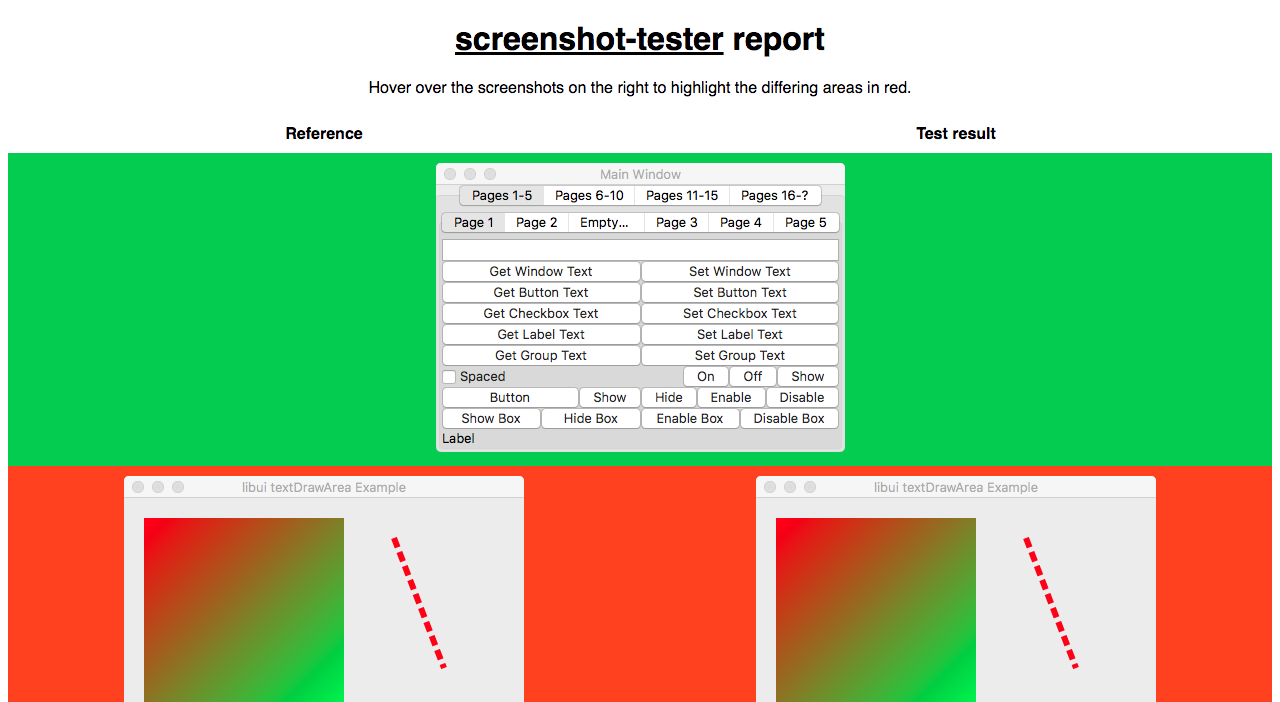 screenshot-tester report
Hover over the screenshots on the right to highlight the differing areas in red.
Reference Test result
Main Window
Pages 1-5 Pages 6-10 Pages 11-15 Pages 16-?
Page 1 Page 2 Empty... Page 3 Page 4 Page 5
Get Window Text Set Window Text
Get Button Text Set Button Text
Get Checkbox Text Set Checkbox Text
Get Label Text Set Label Text
Get Group Text Set Group Text
Spaced On Off Show
Button Show Hide Enable Disable
Show Box Hide Box Enable Box Disable Box
Label
libui textDrawArea Example libui textDrawArea Example